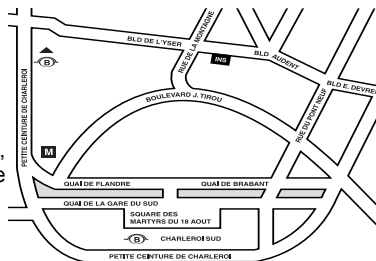 BLD DE L'YSER
RUE DE LA MONTAGNE
INS
BLD AUDENT
BLD E. DEVREU
B
PETITE CEINTURE DE CHARLEROI
BOULEVARD J. TIROU
RUE DU PONT NEUF
M
QUAI DE FLANDRE
QUAI DE BRABANT
QUAI DE LA GARE DU SUD
SQUARE DES
MARTYRS DU 18 AOUT
B
CHARLEROI SUD
PETITE CEINTURE DE CHARLEROI